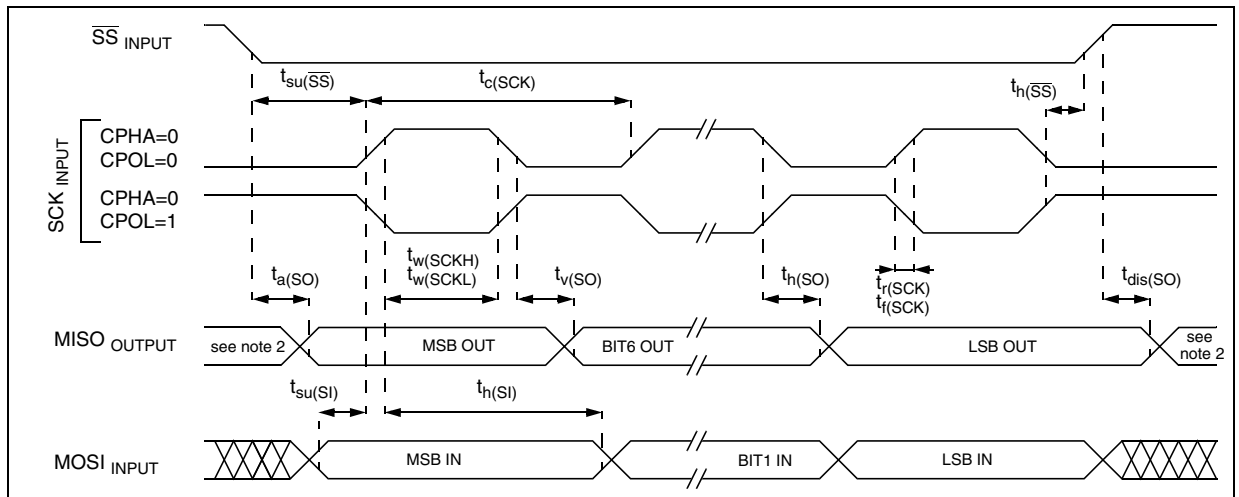 SS INPUT
tsu(SS)
tc(SCK)
th(SS)
SCK INPUT
CPHA=0
CPOL=0
CPHA=0
CPOL=1
ta(SO)
tw(SCKH)
tw(SCKL)
tv(SO)
th(SO)
tr(SCK)
tf(SCK)
tdis(SO)
MISO OUTPUT
see note 2
MSB OUT
BIT6 OUT
LSB OUT
see
note 2
tsu(SI)
th(SI)
MOSI INPUT
MSB IN
BIT1 IN
LSB IN